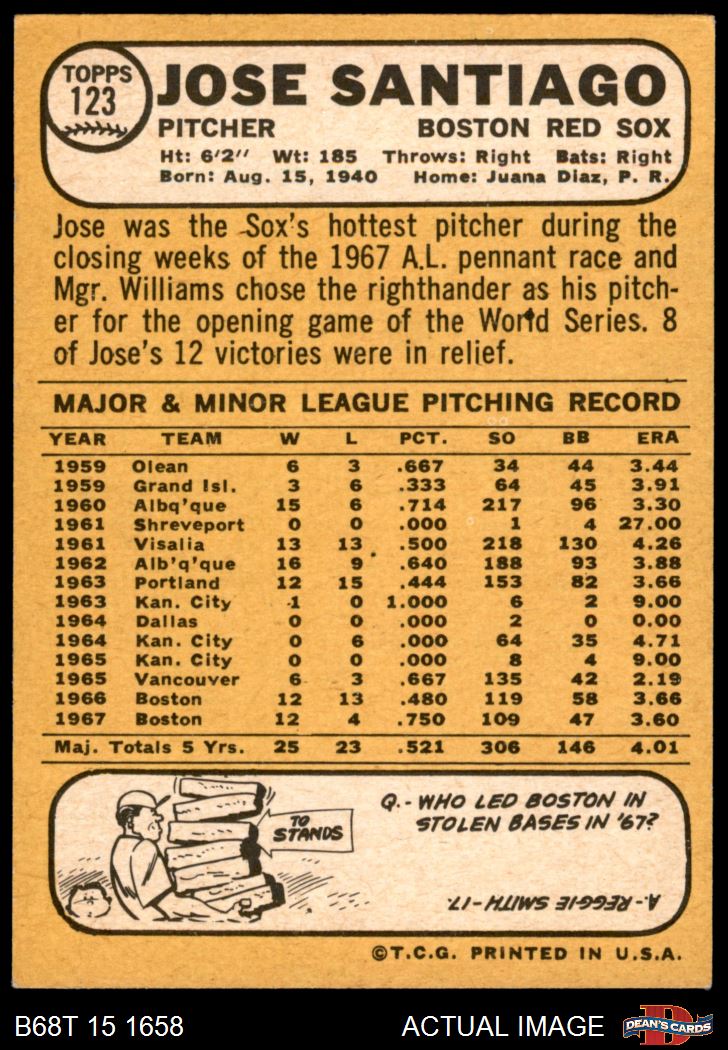 TOPPS
123
JOSE SANTIAGO
PITCHER BOSTON RED SOX
Ht: 6'2" Wt: 185 Throws: Right Bats: Right
Born: Aug. 15, 1940 Home: Juana Diaz, P. R.
Jose was the Sox's hottest pitcher during the
closing weeks of the 1967 A.L. pennant race and
Mgr. Williams chose the righthander as his pitch-
er for the opening game of the World Series. 8
of Jose's 12 victories were in relief.
MAJOR & MINOR LEAGUE PITCHING RECORD
YEAR TEAM W L PCT. SO BB ERA
1959 Olean 6 3 .667 34 44 3.44
1959 Grand Isl. 3 6 .333 64 45 3.91
1960 Albq'que 15 6 .714 217 96 3.30
1961 Shreveport 0 0 .000 1 4 27.00
1961 Visalia 13 13 .500 218 130 4.26
1962 Alb'q'que 16 9 .640 188 93 3.88
1963 Portland 12 15 .444 153 82 3.66
1963 Kan. City 1 0 1.000 6 2 9.00
1964 Dallas 0 0 .000 2 0 0.00
1964 Kan. City 0 6 .000 64 35 4.71
1965 Kan. City 0 0 .000 8 4 9.00
1965 Vancouver 6 3 .667 135 42 2.19
1966 Boston 12 13 .480 119 58 3.66
1967 Boston 12 4 .750 109 47 3.60
Maj. Totals 5 Yrs. 25 23 .521 306 146 4.01
TO
STANDS
Q.- WHO LED BOSTON IN
STOLEN BASES IN '67?
A- REGGIE SMITH-17.
©T.C.G. PRINTED IN U.S.A.
B68T 15 1658 ACTUAL IMAGE
D
DEAN'S CARDS